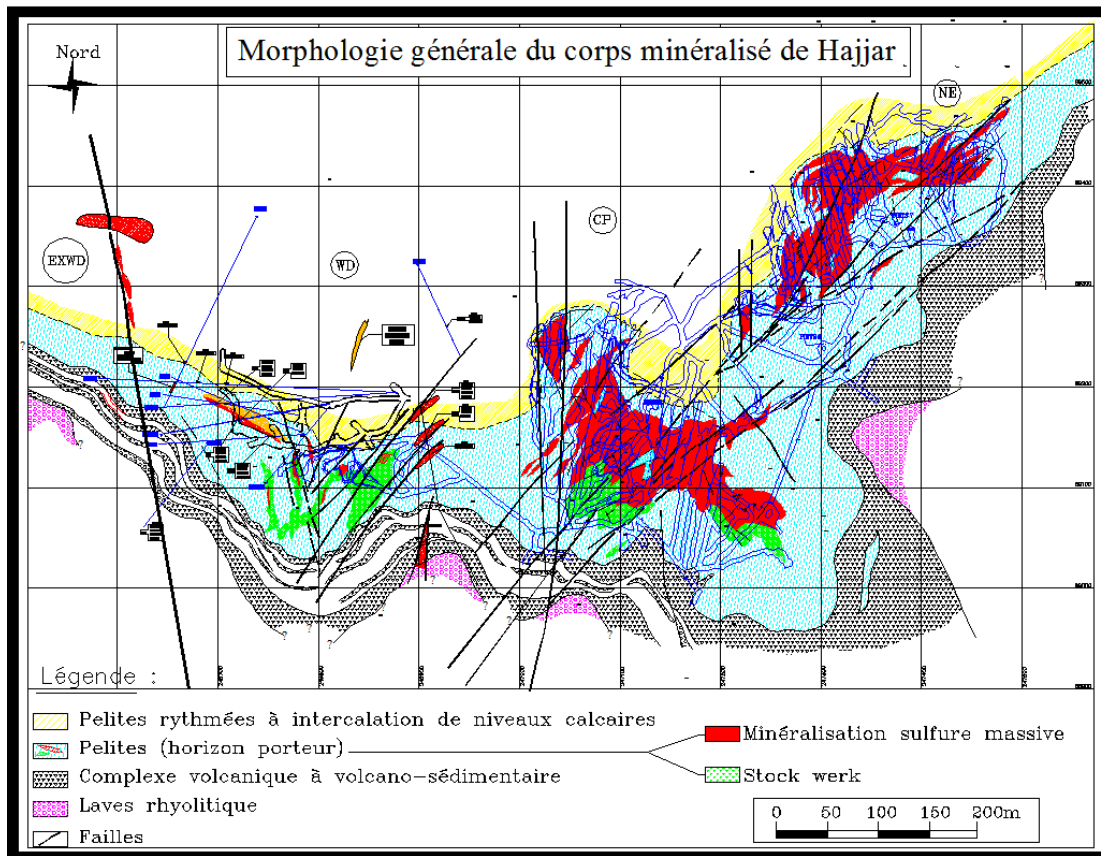 Morphologie générale du corps minéralisé de Hajjar
Nord
NE
CP
EXWD
WD
Légende :
Pelites rythmées à intercalation de niveaux calcaires
Pelites (horizon porteur)
Complexe volcanique à volcano-sédimentaire
Laves rhyolitique
Failles
Minéralisation sulfure massive
Stock werk
0 50 100 150 200m